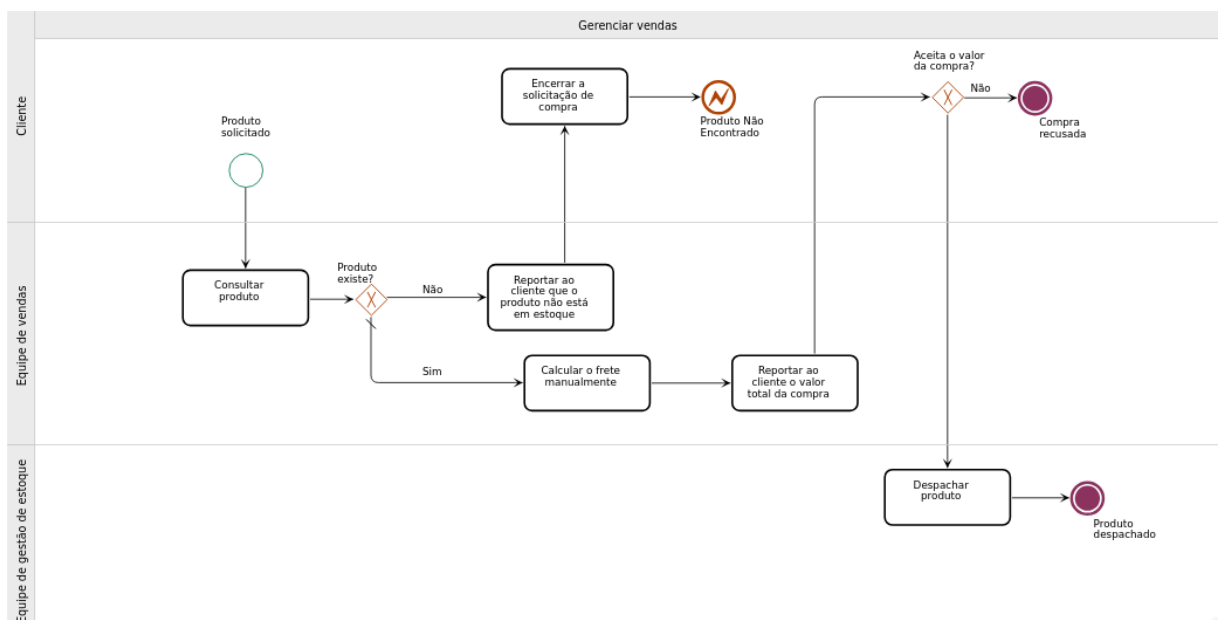 Gerenciar vendas
Cliente
Produto
solicitado
Encerrar a
solicitação de
compra
Produto Não
Encontrado
Aceita o valor
da compra?
Não
Compra
recusada
Equipe de vendas
Consultar
produto
Produto
existe?
Não
Reportar ao
cliente que o
produto não está
em estoque
Sim
Calcular o frete
manualmente
Reportar ao
cliente o valor
total da compra
Equipe de gestão de estoque
Despachar
produto
Produto
despachado